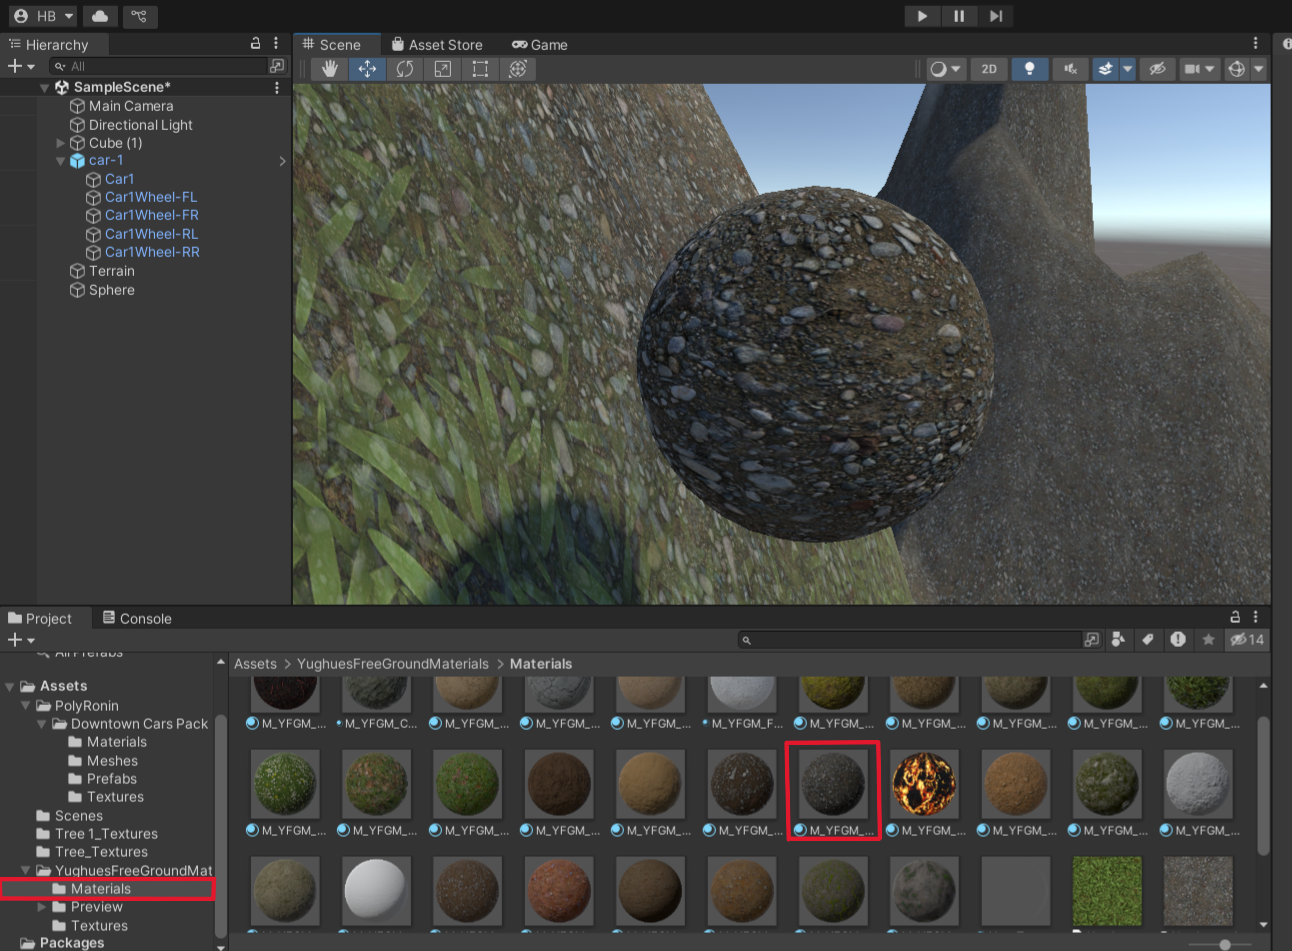 HB
Hierarchy
All
SampleScene*
Main Camera
Directional Light
Cube (1)
car-1
Car1
Car1Wheel-FL
Car1Wheel-FR
Car1Wheel-RL
Car1Wheel-RR
Terrain
Sphere
Scene
Asset Store
Game
2D
Project
Console
14
All Prefabs
Assets
PolyRonin
Downtown Cars Pack
Materials
Meshes
Prefabs
Textures
Scenes
Tree 1_Textures
Tree_Textures
YughuesFreeGroundMat
Materials
Preview
Textures
Packages
Assets > YughuesFreeGroundMaterials > Materials
M_YFGM_... M_YFGM_C... M_YFGM_... M_YFGM_... M_YFGM_... M_YFGM_F... M_YFGM_... M_YFGM_... M_YFGM_... M_YFGM_... M_YFGM_...
M_YFGM_... M_YFGM_... M_YFGM_... M_YFGM_... M_YFGM_... M_YFGM_... M_YFGM_... M_YFGM_... M_YFGM_... M_YFGM_... M_YFGM_...